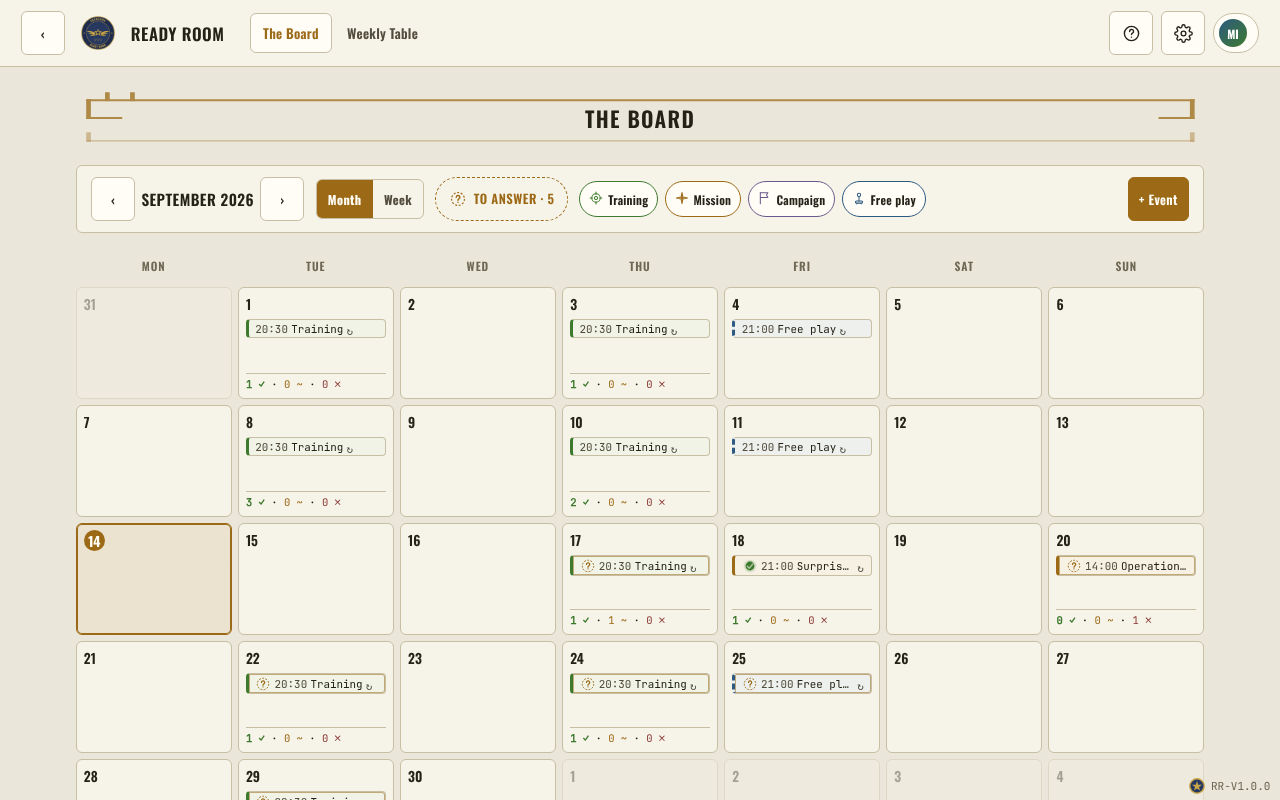 READY ROOM
The Board
Weekly Table
MI
THE BOARD
SEPTEMBER 2026
Month
Week
TO ANSWER · 5
Training
Mission
Campaign
Free play
+ Event
MON TUE WED THU FRI SAT SUN
31 1 2 3 4 5 6
20:30 Training ↻
20:30 Training ↻
21:00 Free play ↻
1 ✓ · 0 ~ · 0 ✕
1 ✓ · 0 ~ · 0 ✕
7 8 9 10 11 12 13
20:30 Training ↻
20:30 Training ↻
21:00 Free play ↻
3 ✓ · 0 ~ · 0 ✕
2 ✓ · 0 ~ · 0 ✕
14 15 16 17 18 19 20
20:30 Training ↻
21:00 Surpris… ↻
14:00 Operation…
1 ✓ · 1 ~ · 0 ✕
1 ✓ · 0 ~ · 0 ✕
0 ✓ · 0 ~ · 1 ✕
21 22 23 24 25 26 27
20:30 Training ↻
20:30 Training ↻
21:00 Free pl… ↻
1 ✓ · 0 ~ · 0 ✕
1 ✓ · 0 ~ · 0 ✕
28 29 30 1 2 3 4
20:30 Training
RR-V1.0.0